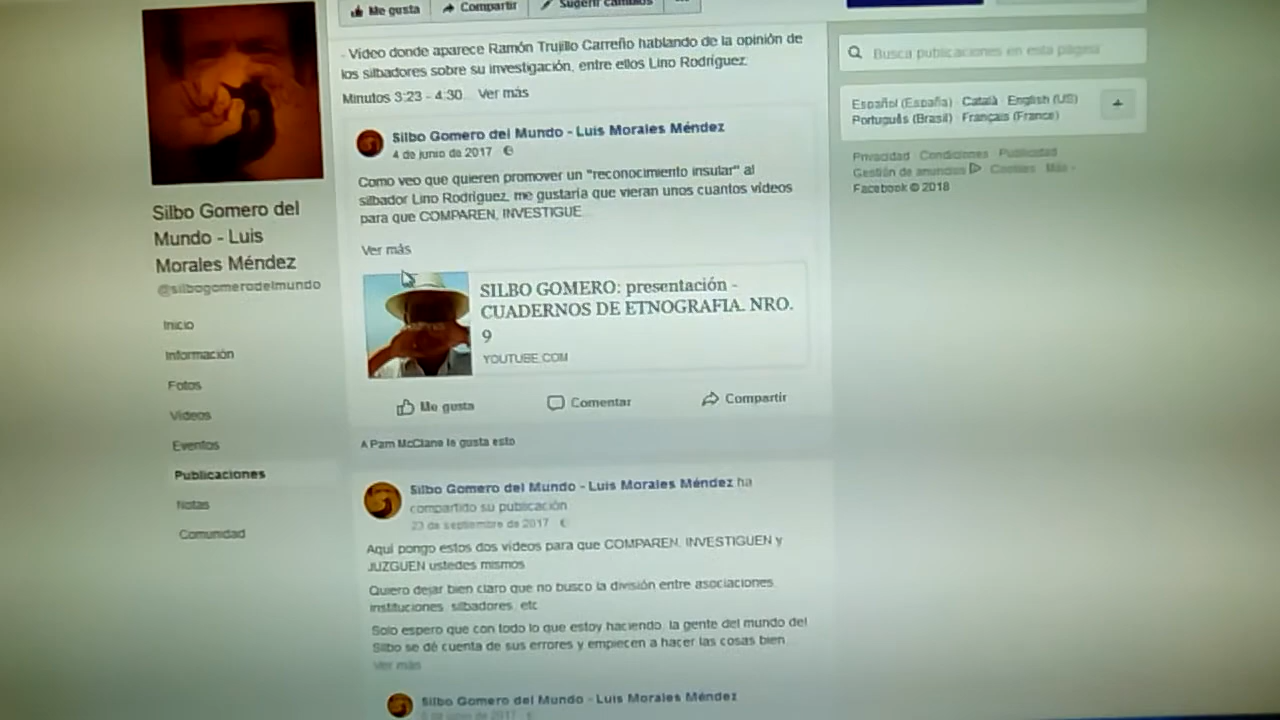 Me gusta
Compartir
Sugerir cambios
- Vídeo donde aparece Ramón Trujillo Carreño hablando de la opinión de
los silbadores sobre su investigación, entre ellos Lino Rodríguez.
Minutos 3:23 - 4:30... Ver más
Silbo Gomero del Mundo - Luis Morales Méndez
4 de junio de 2017
Como veo que quieren promover un "reconocimiento insular" al
silbador Lino Rodríguez, me gustaría que vieran unos cuantos vídeos
para que COMPAREN, INVESTIGUE...
Ver más
SILBO GOMERO: presentación -
CUADERNOS DE ETNOGRAFIA. NRO.
9
YOUTUBE.COM
Me gusta
Comentar
Compartir
A Pam McClane le gusta esto
Silbo Gomero del Mundo - Luis Morales Méndez ha
compartido su publicación.
23 de septiembre de 2017
Aquí pongo estos dos vídeos para que COMPAREN, INVESTIGUEN y
JUZGUEN ustedes mismos
Quiero dejar bien claro que no busco la división entre asociaciones,
instituciones, silbadores, etc
Solo espero que con todo lo que estoy haciendo, la gente del mundo del
Silbo se dé cuenta de sus errores y empiecen a hacer las cosas bien.
Ver más
Silbo Gomero del Mundo - Luis Morales Méndez
de junio de 2017
Silbo Gomero del
Mundo - Luis
Morales Méndez
@silbogomerodelmundo
Inicio
Información
Fotos
Vídeos
Eventos
Publicaciones
Notas
Comunidad
Busca publicaciones en esta página
Español (España) · Català · English (US) ·
Português (Brasil) · Français (France)
+
Privacidad · Condiciones · Publicidad ·
Gestión de anuncios · Cookies · Más
Facebook © 2018